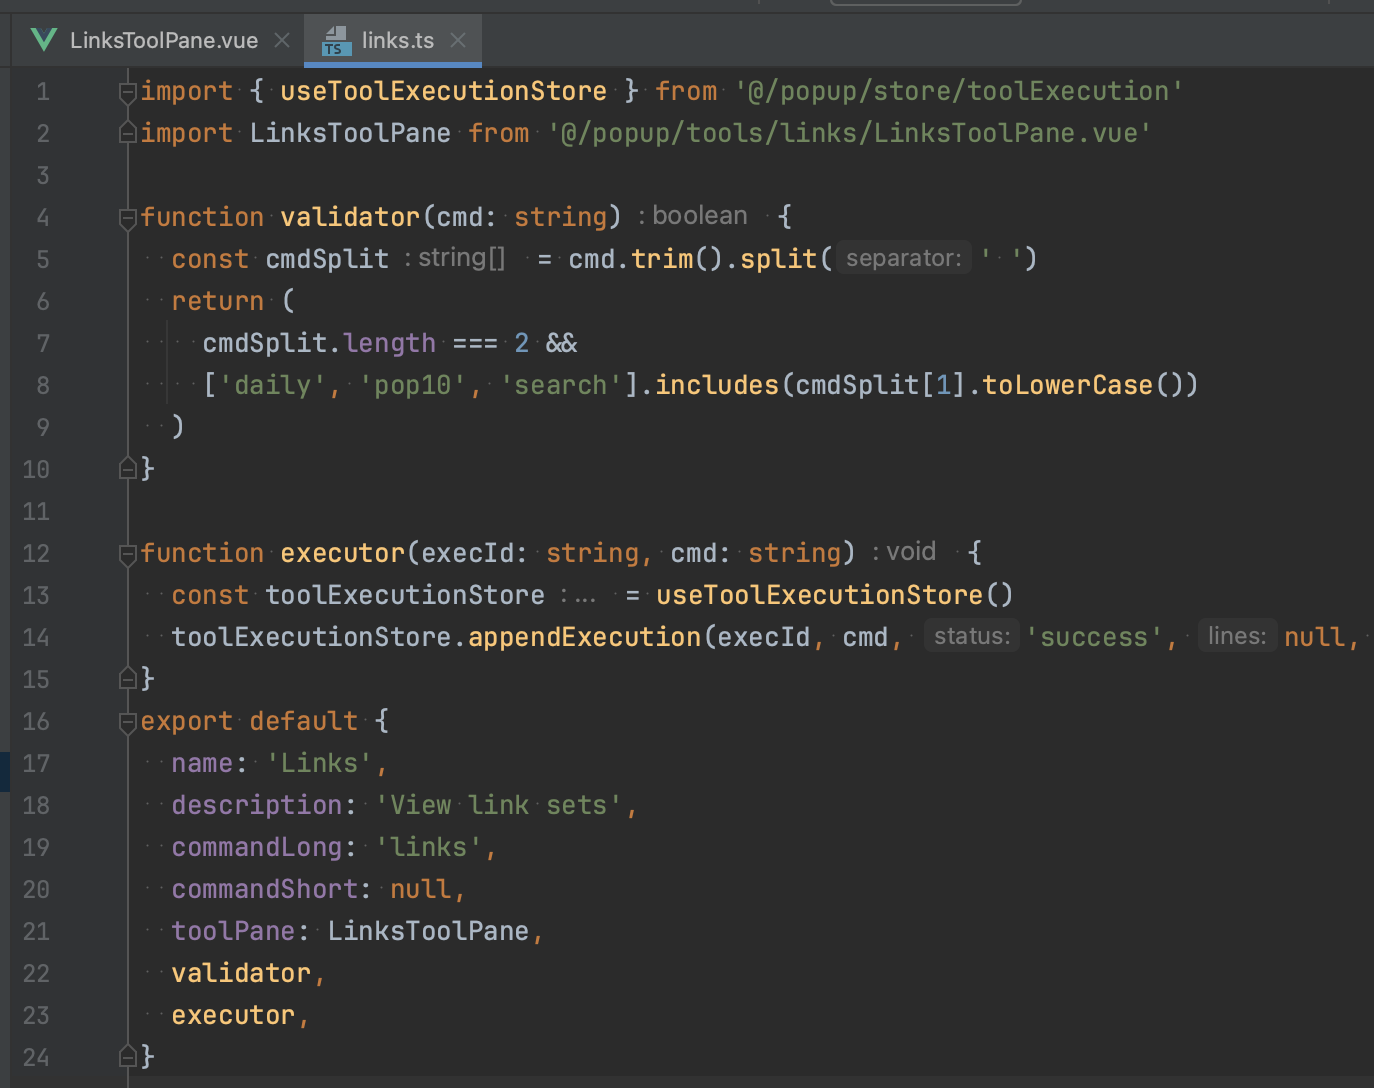 LinksToolPane.vue links.ts
TS
1 import { useToolExecutionStore } from '@/popup/store/toolExecution'
2 import LinksToolPane from '@/popup/tools/links/LinksToolPane.vue'
3
4 function validator(cmd: string) : boolean {
5 const cmdSplit : string[] = cmd.trim().split( separator: ' ')
6 return (
7 cmdSplit.length === 2 &&
8 ['daily', 'pop10', 'search'].includes(cmdSplit[1].toLowerCase())
9 )
10 }
11
12 function executor(execId: string, cmd: string) : void {
13 const toolExecutionStore : ... = useToolExecutionStore()
14 toolExecutionStore.appendExecution(execId, cmd, status: 'success', lines: null,
15 }
16 export default {
17 name: 'Links',
18 description: 'View link sets',
19 commandLong: 'links',
20 commandShort: null,
21 toolPane: LinksToolPane,
22 validator,
23 executor,
24 }